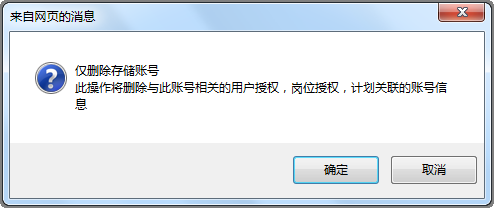 来自网页的消息
仅删除存储账号
此操作将删除与此账号相关的用户授权，岗位授权，计划关联的账号信
息
确定
取消